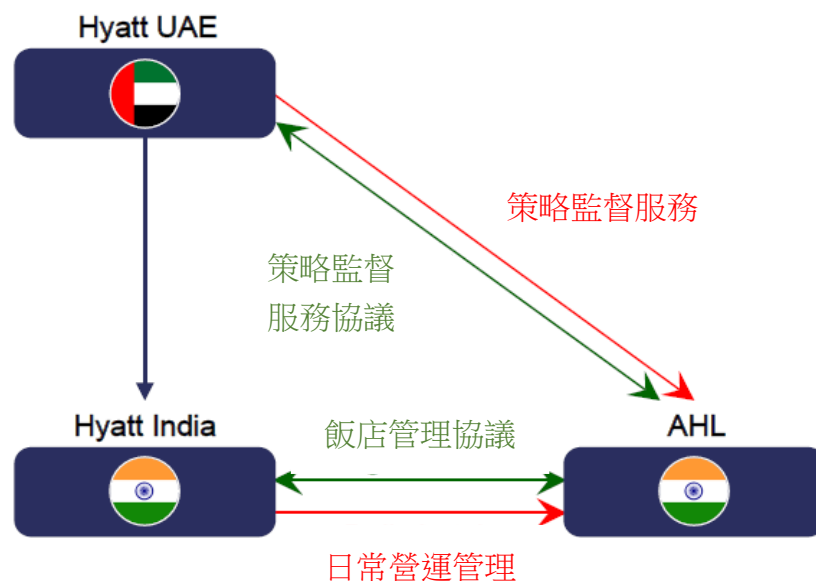 Hyatt UAE
策略監督服務
策略監督
服務協議
Hyatt India
飯店管理協議
AHL
日常營運管理